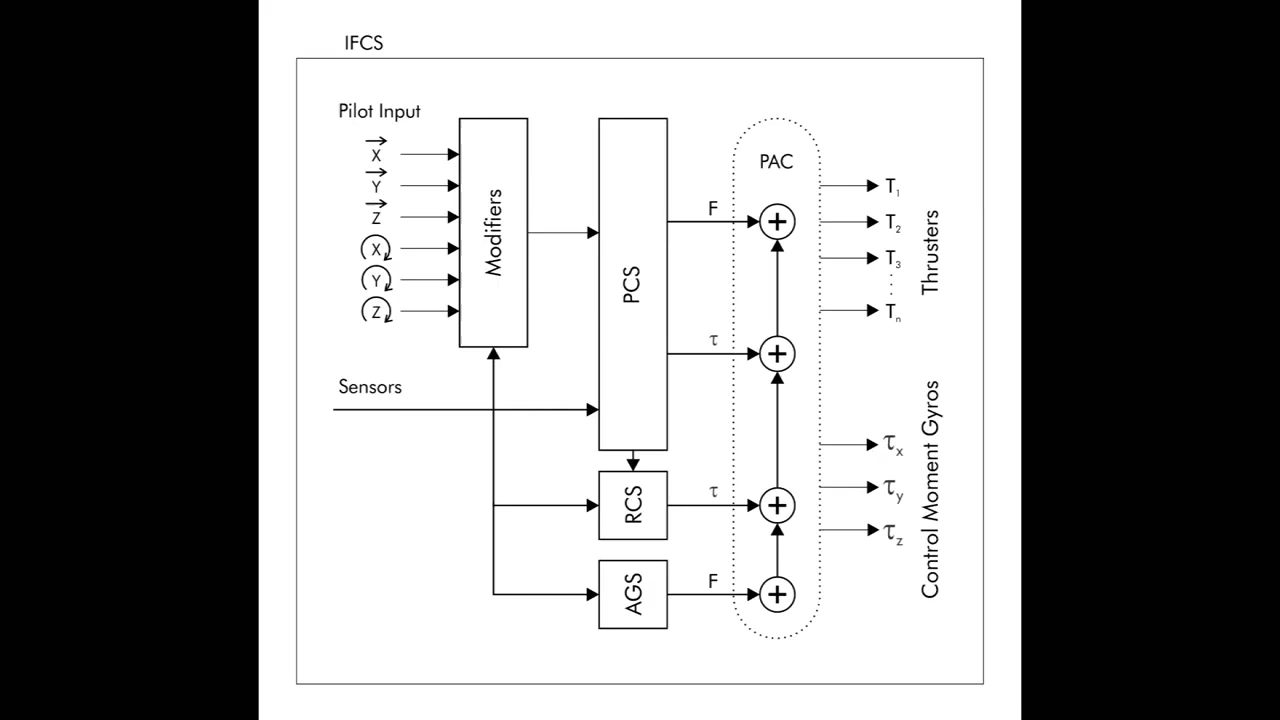 IFCS
Pilot Input
X
Y
Z
X
Y
Z
Modifiers
Sensors
PCS
RCS
AGS
F
τ
τ
F
PAC
+
+
+
+
T1
T2
T3
⋮
Tn
Thrusters
τx
τy
τz
Control Moment Gyros